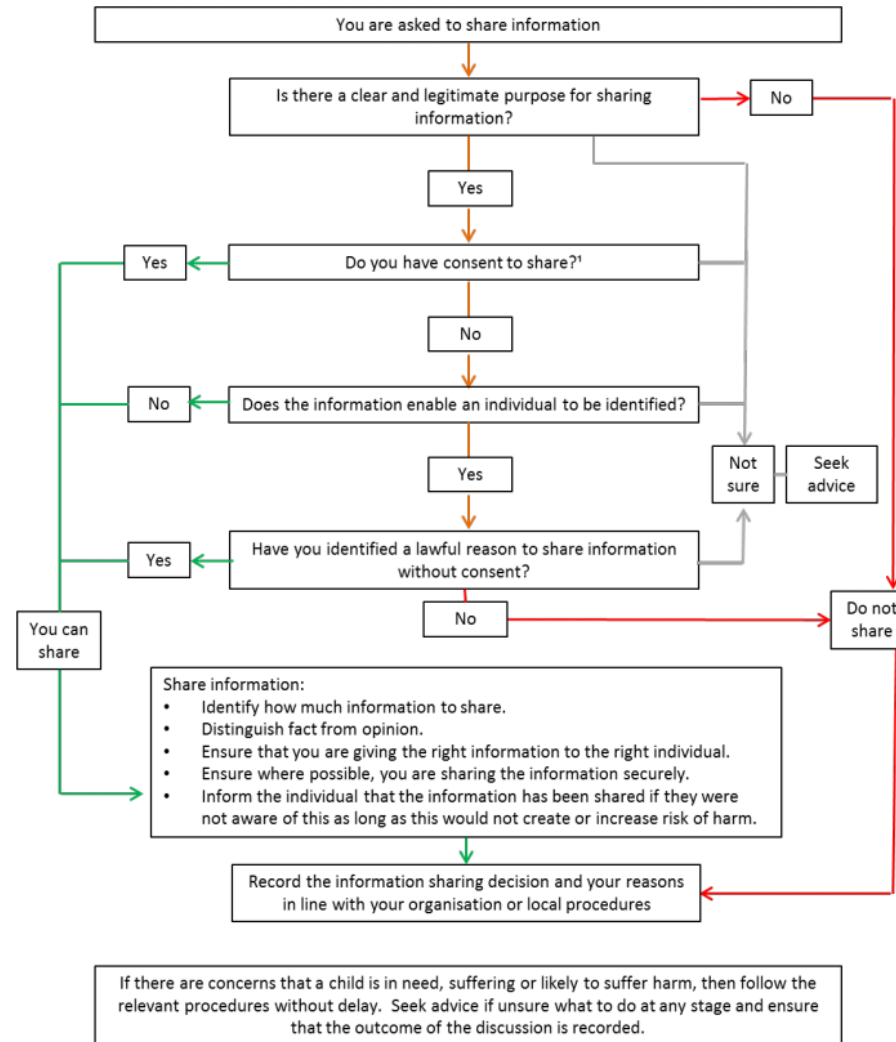 You are asked to share information
Is there a clear and legitimate purpose for sharing
information?
No
Yes
Yes
Do you have consent to share?¹
No
No
Does the information enable an individual to be identified?
Yes
Not
sure
Seek
advice
Yes
Have you identified a lawful reason to share information
without consent?
No
Do not
share
You can
share
Share information:
• Identify how much information to share.
• Distinguish fact from opinion.
• Ensure that you are giving the right information to the right individual.
• Ensure where possible, you are sharing the information securely.
• Inform the individual that the information has been shared if they were
not aware of this as long as this would not create or increase risk of harm.
Record the information sharing decision and your reasons
in line with your organisation or local procedures
If there are concerns that a child is in need, suffering or likely to suffer harm, then follow the
relevant procedures without delay. Seek advice if unsure what to do at any stage and ensure
that the outcome of the discussion is recorded.